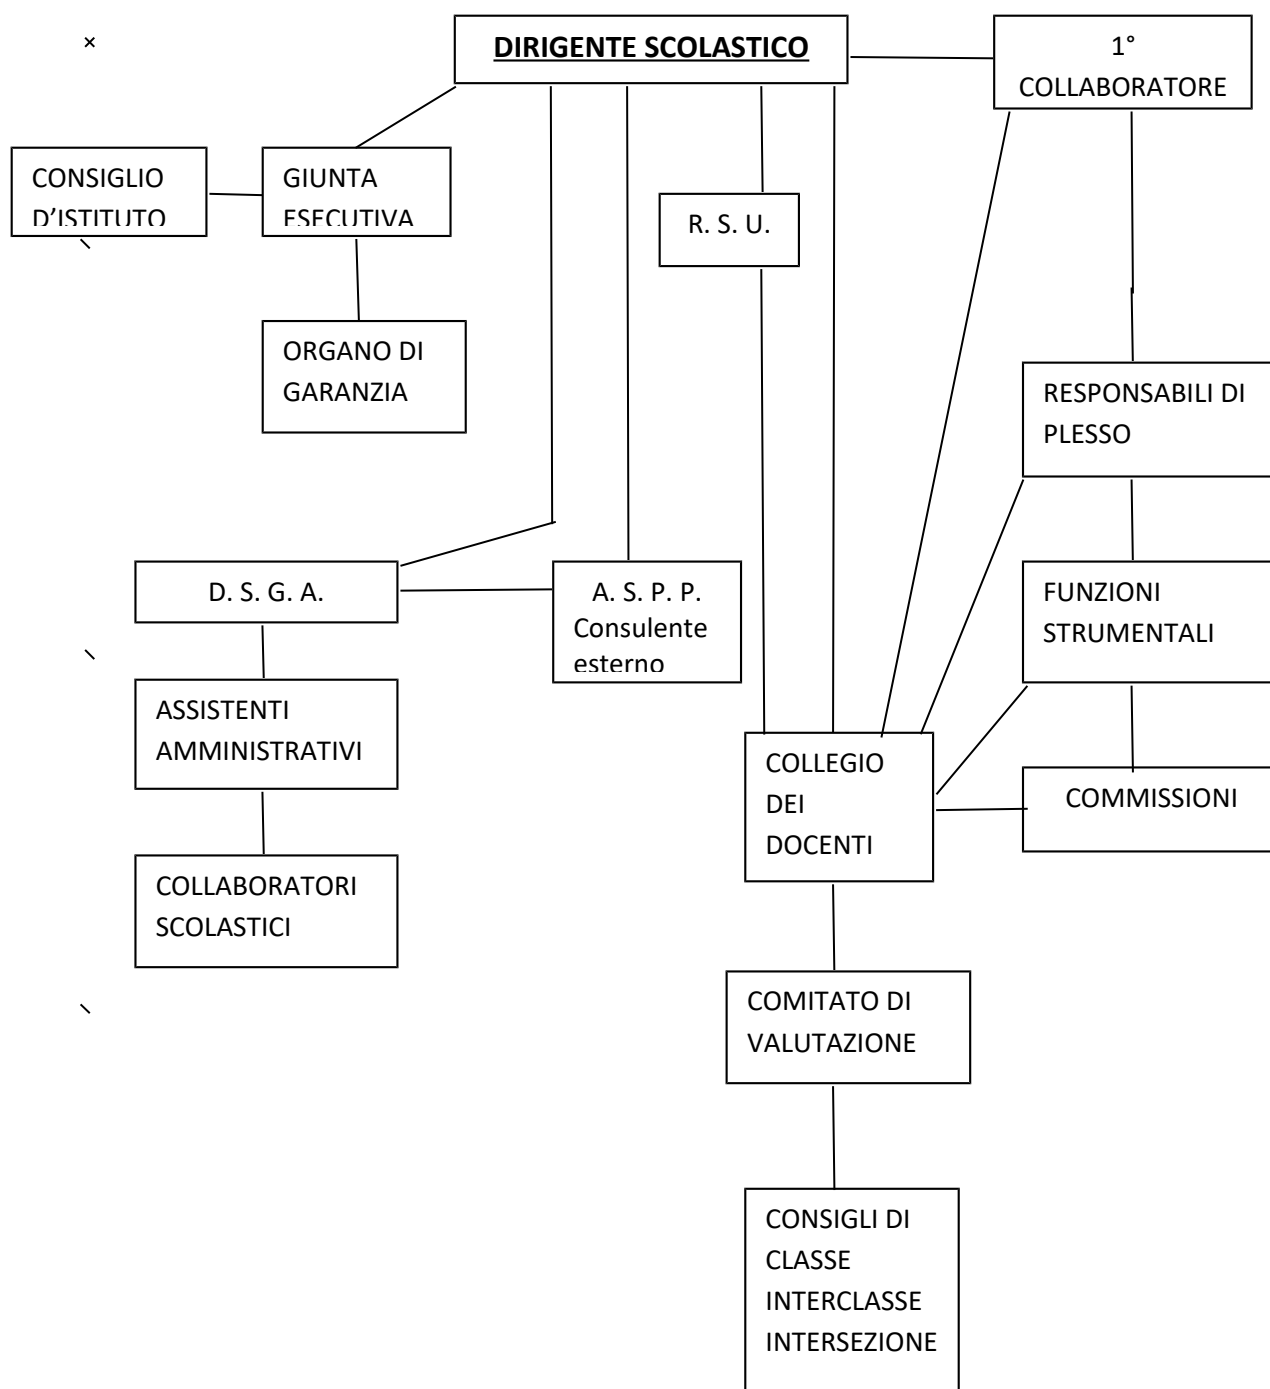 DIRIGENTE SCOLASTICO
1°
COLLABORATORE
CONSIGLIO
D'ISTITUTO
GIUNTA
ESECUTIVA
R. S. U.
ORGANO DI
GARANZIA
RESPONSABILI DI
PLESSO
D. S. G. A.
A. S. P. P.
Consulente
esterno
FUNZIONI
STRUMENTALI
ASSISTENTI
AMMINISTRATIVI
COLLEGIO
DEI
DOCENTI
COMMISSIONI
COLLABORATORI
SCOLASTICI
COMITATO DI
VALUTAZIONE
CONSIGLI DI
CLASSE
INTERCLASSE
INTERSEZIONE